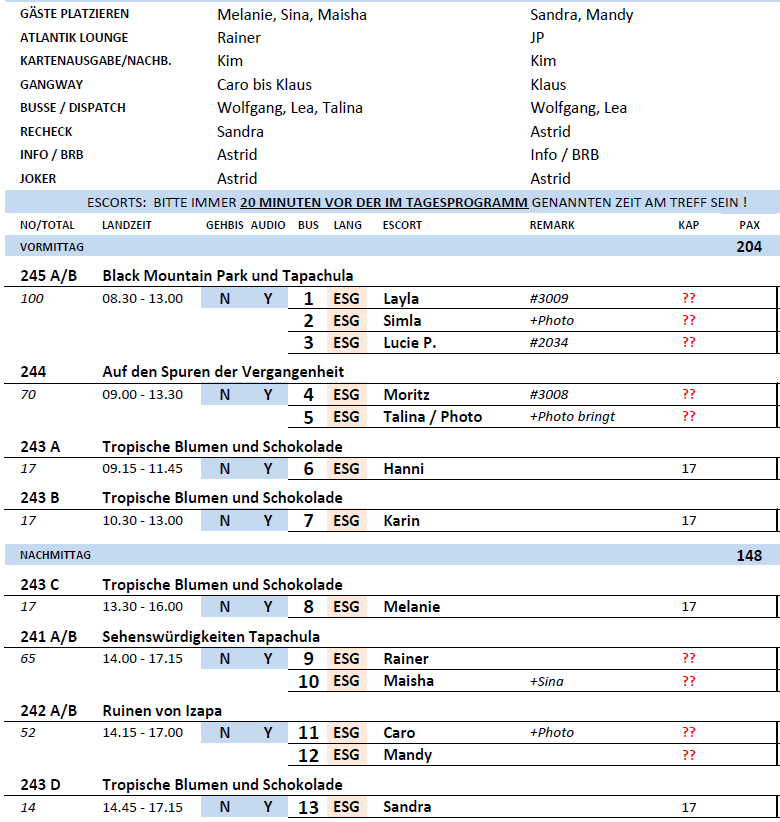 GÄSTE PLATZIEREN Melanie, Sina, Maisha Sandra, Mandy
ATLANTIK LOUNGE Rainer JP
KARTENAUSGABE/NACHB. Kim Kim
GANGWAY Caro bis Klaus Klaus
BUSSE / DISPATCH Wolfgang, Lea, Talina Wolfgang, Lea
RECHECK Sandra Astrid
INFO / BRB Astrid Info / BRB
JOKER Astrid Astrid
ESCORTS: BITTE IMMER 20 MINUTEN VOR DER IM TAGESPROGRAMM GENANNTEN ZEIT AM TREFF SEIN !
NO/TOTAL LANDZEIT GEHBIS AUDIO BUS LANG ESCORT REMARK KAP PAX
VORMITTAG 204
245 A/B Black Mountain Park und Tapachula
100 08.30 - 13.00 N Y 1 ESG Layla #3009 ??
2 ESG Simla +Photo ??
3 ESG Lucie P. #2034 ??
244 Auf den Spuren der Vergangenheit
70 09.00 - 13.30 N Y 4 ESG Moritz #3008 ??
5 ESG Talina / Photo +Photo bringt ??
243 A Tropische Blumen und Schokolade
17 09.15 - 11.45 N Y 6 ESG Hanni 17
243 B Tropische Blumen und Schokolade
17 10.30 - 13.00 N Y 7 ESG Karin 17
NACHMITTAG 148
243 C Tropische Blumen und Schokolade
17 13.30 - 16.00 N Y 8 ESG Melanie 17
241 A/B Sehenswürdigkeiten Tapachula
65 14.00 - 17.15 N Y 9 ESG Rainer ??
10 ESG Maisha +Sina ??
242 A/B Ruinen von Izapa
52 14.15 - 17.00 N Y 11 ESG Caro +Photo ??
12 ESG Mandy ??
243 D Tropische Blumen und Schokolade
14 14.45 - 17.15 N Y 13 ESG Sandra 17